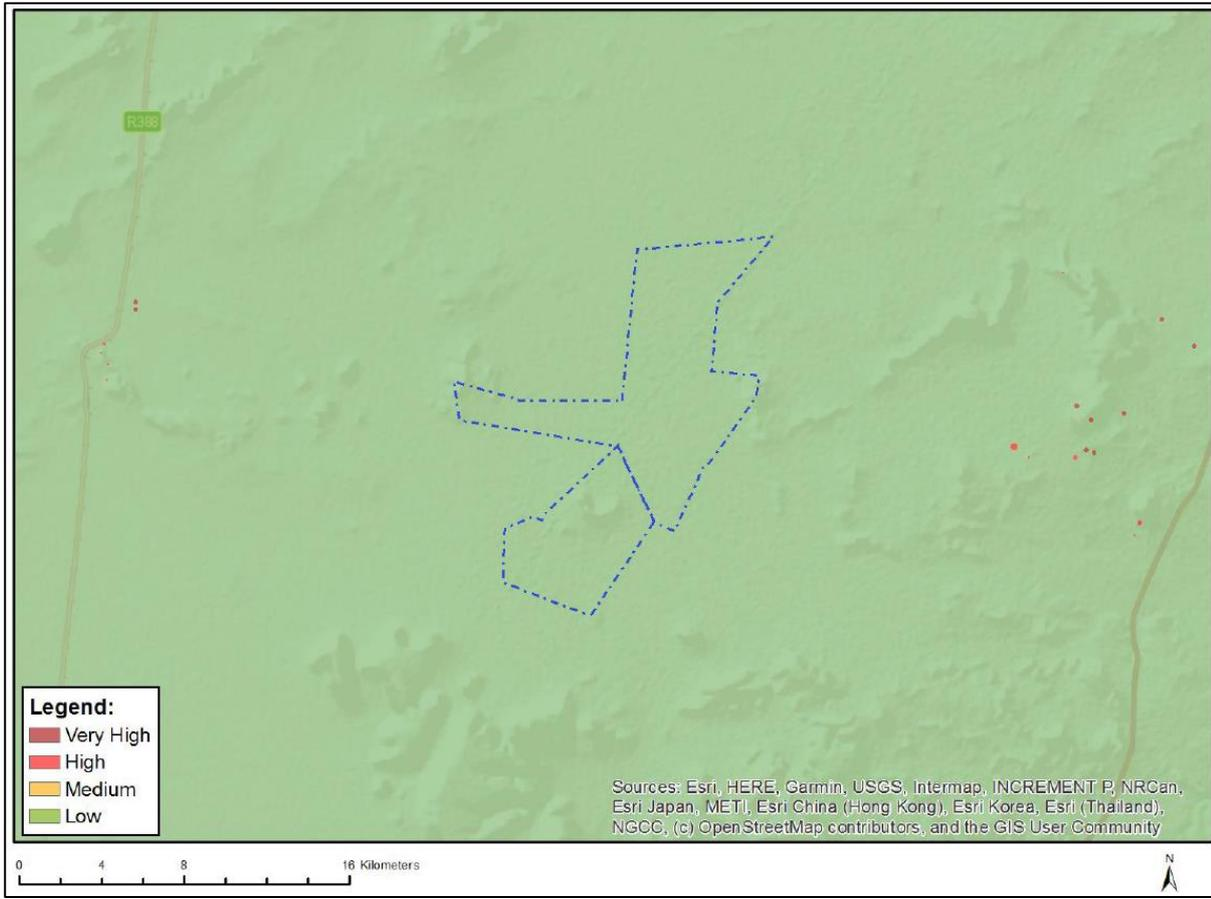 R388
Legend:
Very High
High
Medium
Low
Sources: Esri, HERE, Garmin, USGS, Intermap, INCREMENT P, NRCan,
Esri Japan, METI, Esri China (Hong Kong), Esri Korea, Esri (Thailand),
NGCC, (c) OpenStreetMap contributors, and the GIS User Community
0 4 8 16 Kilometers
N